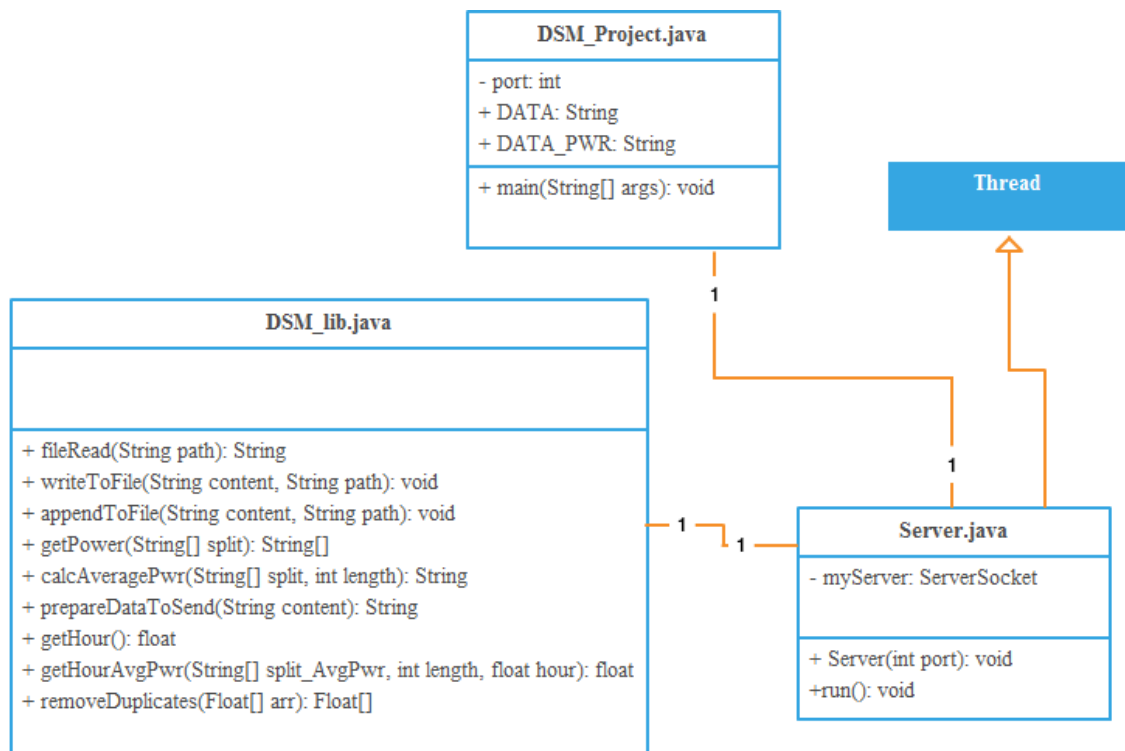 DSM_Project.java
- port: int
+ DATA: String
+ DATA_PWR: String
+ main(String[] args): void
Thread
1
DSM_lib.java
+ fileRead(String path): String
+ writeToFile(String content, String path): void
+ appendToFile(String content, String path): void
+ getPower(String[] split): String[]
+ calcAveragePwr(String[] split, int length): String
+ prepareDataToSend(String content): String
+ getHour(): float
+ getHourAvgPwr(String[] split_AvgPwr, int length, float hour): float
+ removeDuplicates(Float[] arr): Float[]
1
1
1
Server.java
- myServer: ServerSocket
+ Server(int port): void
+run(): void